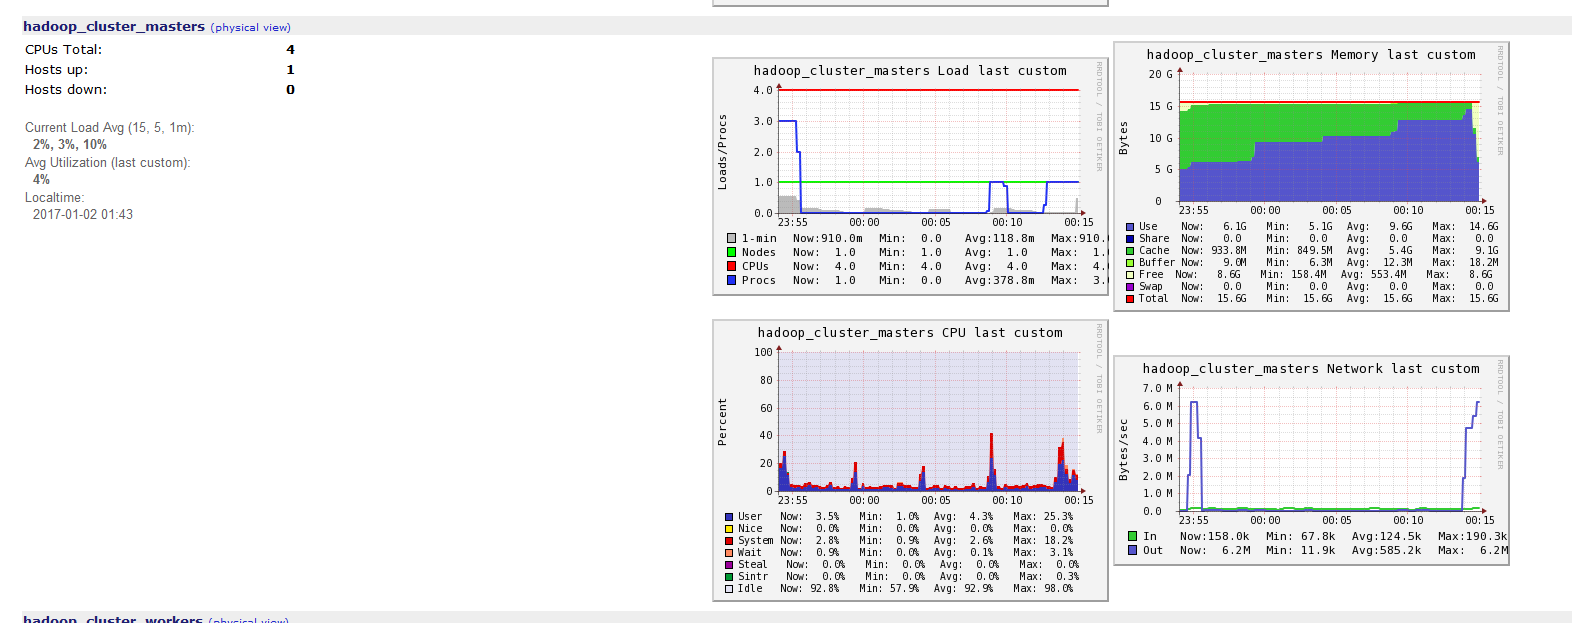 hadoop_cluster_masters (physical view)
CPUs Total: 4
Hosts up: 1
Hosts down: 0
Current Load Avg (15, 5, 1m):
2%, 3%, 10%
Avg Utilization (last custom):
4%
Localtime:
2017-01-02 01:43
hadoop_cluster_masters Load last custom
RRDTOOL / TOBI OETIKER
Loads/Procs
4.0
3.0
2.0
1.0
0.0
23:55 00:00 00:05 00:10 00:15
1-min Now:910.0m Min: 0.0 Avg:118.8m Max:910.0
Nodes Now: 1.0 Min: 1.0 Avg: 1.0 Max: 1.
CPUs Now: 4.0 Min: 4.0 Avg: 4.0 Max: 4.
Procs Now: 1.0 Min: 0.0 Avg:378.8m Max: 3.
hadoop_cluster_masters Memory last custom
RRDTOOL / TOBI OETIKER
Bytes
20 G
15 G
10 G
5 G
0
23:55 00:00 00:05 00:10 00:15
Use Now: 6.1G Min: 5.1G Avg: 9.6G Max: 14.6G
Share Now: 0.0 Min: 0.0 Avg: 0.0 Max: 0.0
Cache Now: 933.8M Min: 849.5M Avg: 5.4G Max: 9.1G
Buffer Now: 9.0M Min: 6.3M Avg: 12.3M Max: 18.2M
Free Now: 8.6G Min: 158.4M Avg: 553.4M Max: 8.6G
Swap Now: 0.0 Min: 0.0 Avg: 0.0 Max: 0.0
Total Now: 15.6G Min: 15.6G Avg: 15.6G Max: 15.6G
hadoop_cluster_masters CPU last custom
RRDTOOL / TOBI OETIKER
Percent
100
80
60
40
20
0
23:55 00:00 00:05 00:10 00:15
User Now: 3.5% Min: 1.0% Avg: 4.3% Max: 25.3%
Nice Now: 0.0% Min: 0.0% Avg: 0.0% Max: 0.0%
System Now: 2.8% Min: 0.9% Avg: 2.6% Max: 18.2%
Wait Now: 0.9% Min: 0.0% Avg: 0.1% Max: 3.1%
Steal Now: 0.0% Min: 0.0% Avg: 0.0% Max: 0.0%
Sintr Now: 0.0% Min: 0.0% Avg: 0.0% Max: 0.3%
Idle Now: 92.8% Min: 57.9% Avg: 92.9% Max: 98.0%
hadoop_cluster_masters Network last custom
RRDTOOL / TOBI OETIKER
Bytes/sec
7.0 M
6.0 M
5.0 M
4.0 M
3.0 M
2.0 M
1.0 M
0.0
23:55 00:00 00:05 00:10 00:15
In Now:158.0k Min: 67.8k Avg:124.5k Max:190.3k
Out Now: 6.2M Min: 11.9k Avg:585.2k Max: 6.2M
hadoop_cluster_workers (physical view)